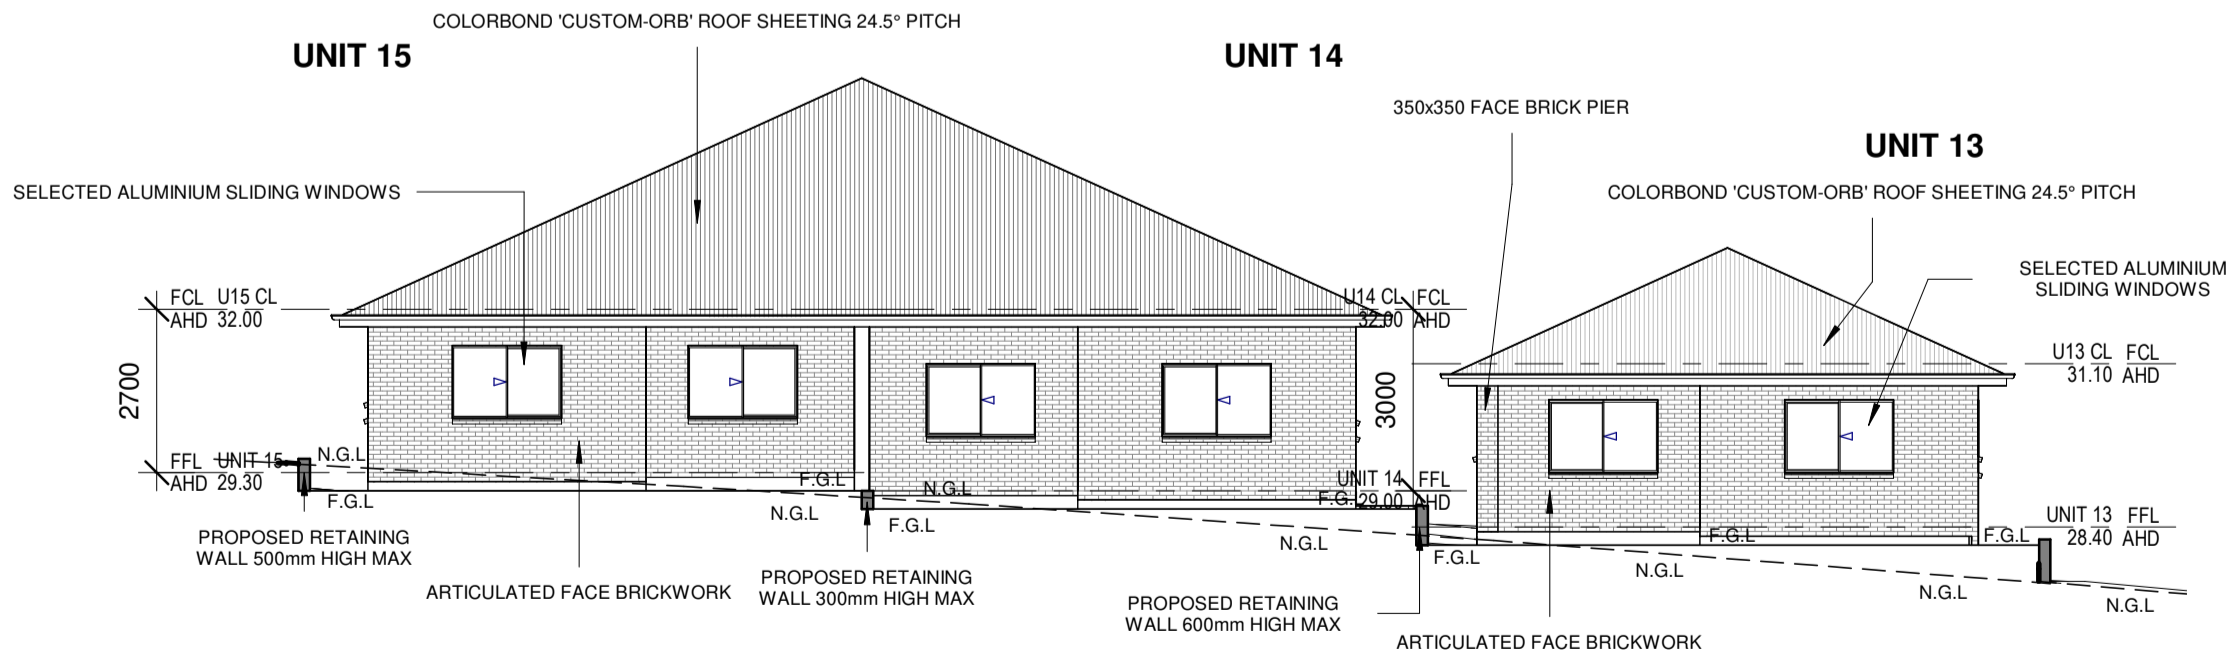 COLORBOND 'CUSTOM-ORB' ROOF SHEETING 24.5° PITCH
UNIT 15
UNIT 14
350x350 FACE BRICK PIER
UNIT 13
SELECTED ALUMINIUM SLIDING WINDOWS
COLORBOND 'CUSTOM-ORB' ROOF SHEETING 24.5° PITCH
SELECTED ALUMINIUM
SLIDING WINDOWS
FCL U15 CL
AHD 32.00
U14 CL FCL
32.00 AHD
U13 CL FCL
31.10 AHD
2700
3000
FFL UNIT 15
AHD 29.30
N.G.L
F.G.L
F.G.L
N.G.L
N.G.L
F.G.L
UNIT 14 FFL
F.G. 29.00 AHD
N.G.L
F.G.L
F.G.L
F.G.L
UNIT 13 FFL
28.40 AHD
N.G.L
N.G.L
N.G.L
PROPOSED RETAINING
WALL 500mm HIGH MAX
ARTICULATED FACE BRICKWORK
PROPOSED RETAINING
WALL 300mm HIGH MAX
PROPOSED RETAINING
WALL 600mm HIGH MAX
ARTICULATED FACE BRICKWORK